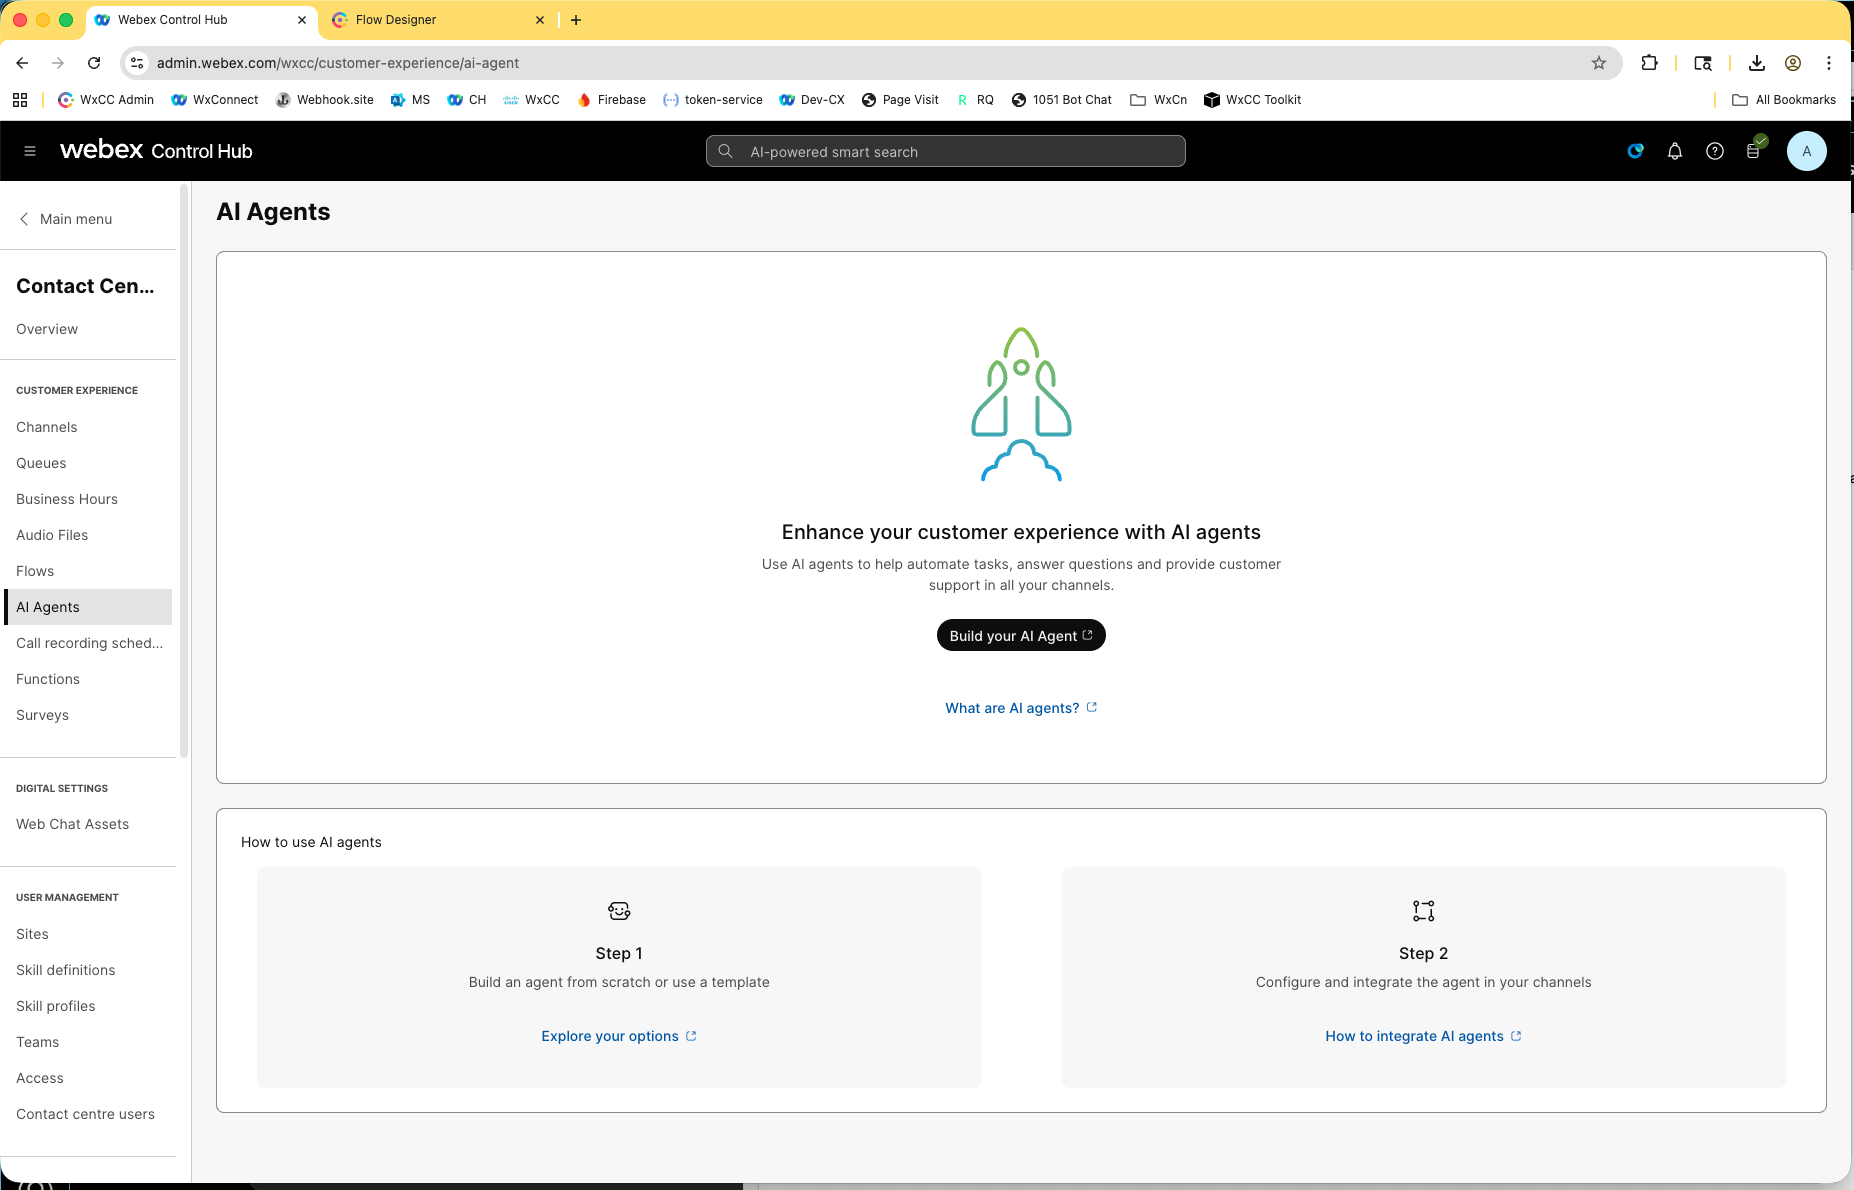 Webex Control Hub
Flow Designer
admin.webex.com/wxcc/customer-experience/ai-agent
WxCC Admin
WxConnect
Webhook.site
MS
CH
WxCC
Firebase
token-service
Dev-CX
Page Visit
R RQ
1051 Bot Chat
WxCn
WxCC Toolkit
All Bookmarks
webex Control Hub
AI-powered smart search
A
Main menu
Contact Cen...
Overview
CUSTOMER EXPERIENCE
Channels
Queues
Business Hours
Audio Files
Flows
AI Agents
Call recording sched...
Functions
Surveys
DIGITAL SETTINGS
Web Chat Assets
USER MANAGEMENT
Sites
Skill definitions
Skill profiles
Teams
Access
Contact centre users
AI Agents
Enhance your customer experience with AI agents
Use AI agents to help automate tasks, answer questions and provide customer
support in all your channels.
Build your AI Agent
What are AI agents?
How to use AI agents
Step 1
Build an agent from scratch or use a template
Explore your options
Step 2
Configure and integrate the agent in your channels
How to integrate AI agents